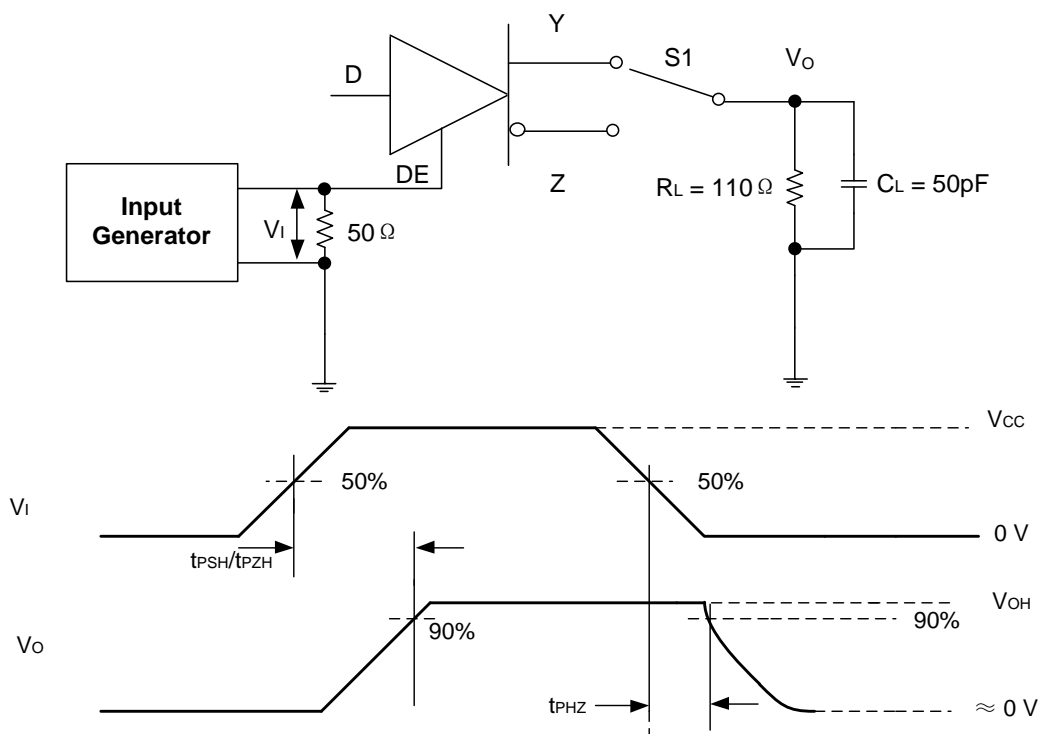 Y
D
S1
VO
DE
Z
Input
Generator
VI
50 Ω
RL = 110 Ω
CL = 50pF
VCC
50%
50%
VI
0 V
tPSH/tPZH
VOH
90%
90%
VO
tPHZ
≈ 0 V